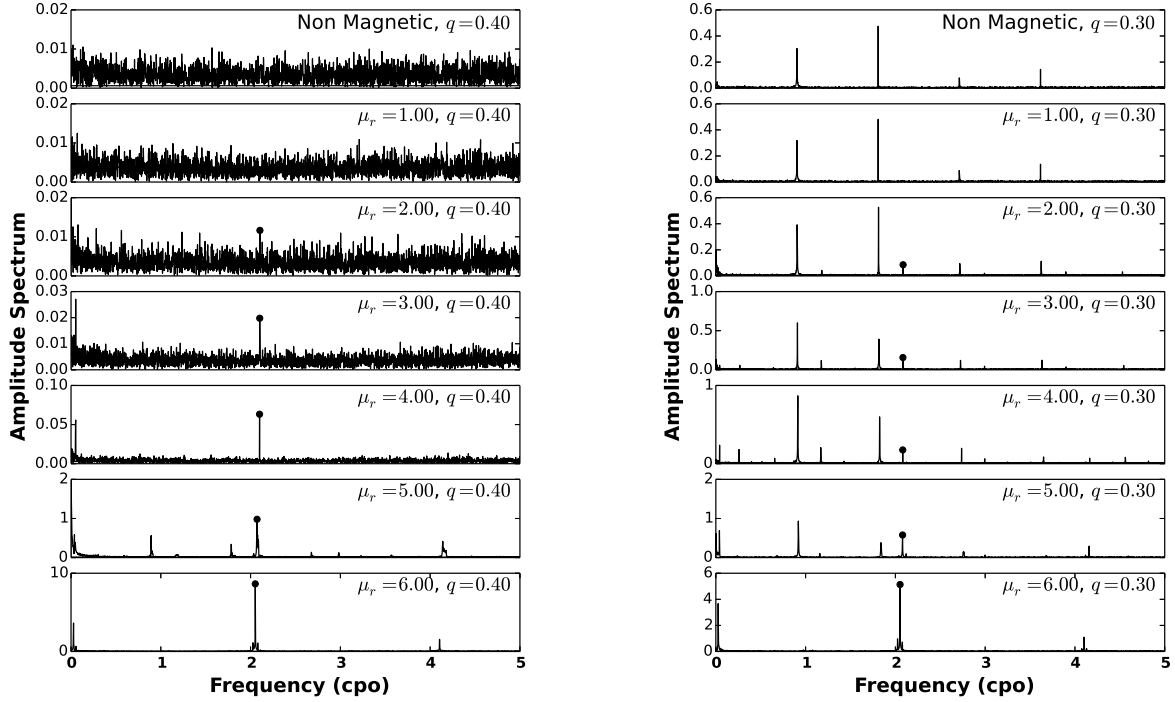 Amplitude Spectrum
0.02
0.01
0.00
Non Magnetic, q=0.40
0.02
0.01
0.00
μr=1.00, q=0.40
0.02
0.01
0.00
μr=2.00, q=0.40
0.03
0.02
0.01
0.00
μr=3.00, q=0.40
0.10
0.05
0.00
μr=4.00, q=0.40
2
1
0
μr=5.00, q=0.40
10
0
μr=6.00, q=0.40
0 1 2 3 4 5
Frequency (cpo)
Amplitude Spectrum
0.6
0.4
0.2
0.0
Non Magnetic, q=0.30
0.6
0.4
0.2
0.0
μr=1.00, q=0.30
0.6
0.4
0.2
0.0
μr=2.00, q=0.30
1.0
0.5
0.0
μr=3.00, q=0.30
1
0
μr=4.00, q=0.30
2
1
0
μr=5.00, q=0.30
6
4
2
0
μr=6.00, q=0.30
0 1 2 3 4 5
Frequency (cpo)